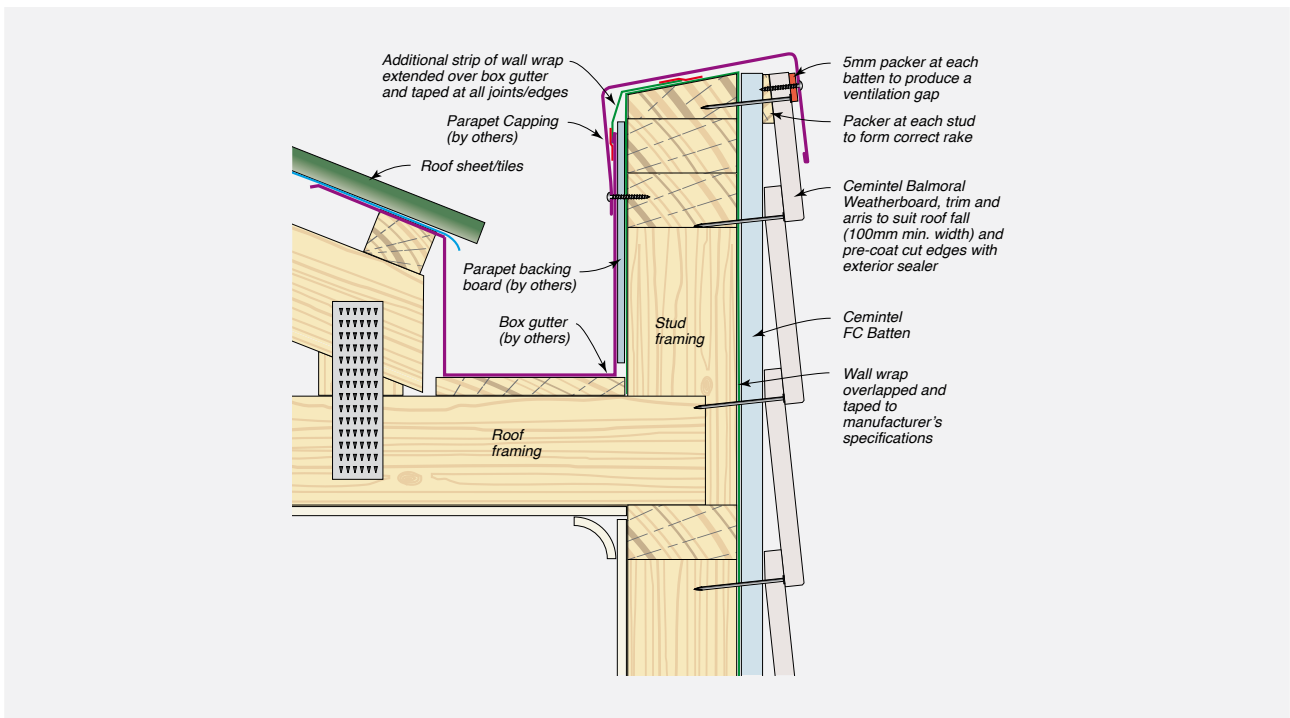 Additional strip of wall wrap
extended over box gutter
and taped at all joints/edges
Parapet Capping
(by others)
Roof sheet/tiles
Parapet backing
board (by others)
Box gutter
(by others)
Stud
framing
Roof
framing
5mm packer at each
batten to produce a
ventilation gap
Packer at each stud
to form correct rake
Cemintel Balmoral
Weatherboard, trim and
arris to suit roof fall
(100mm min. width) and
pre-coat cut edges with
exterior sealer
Cemintel
FC Batten
Wall wrap
overlapped and
taped to
manufacturer's
specifications